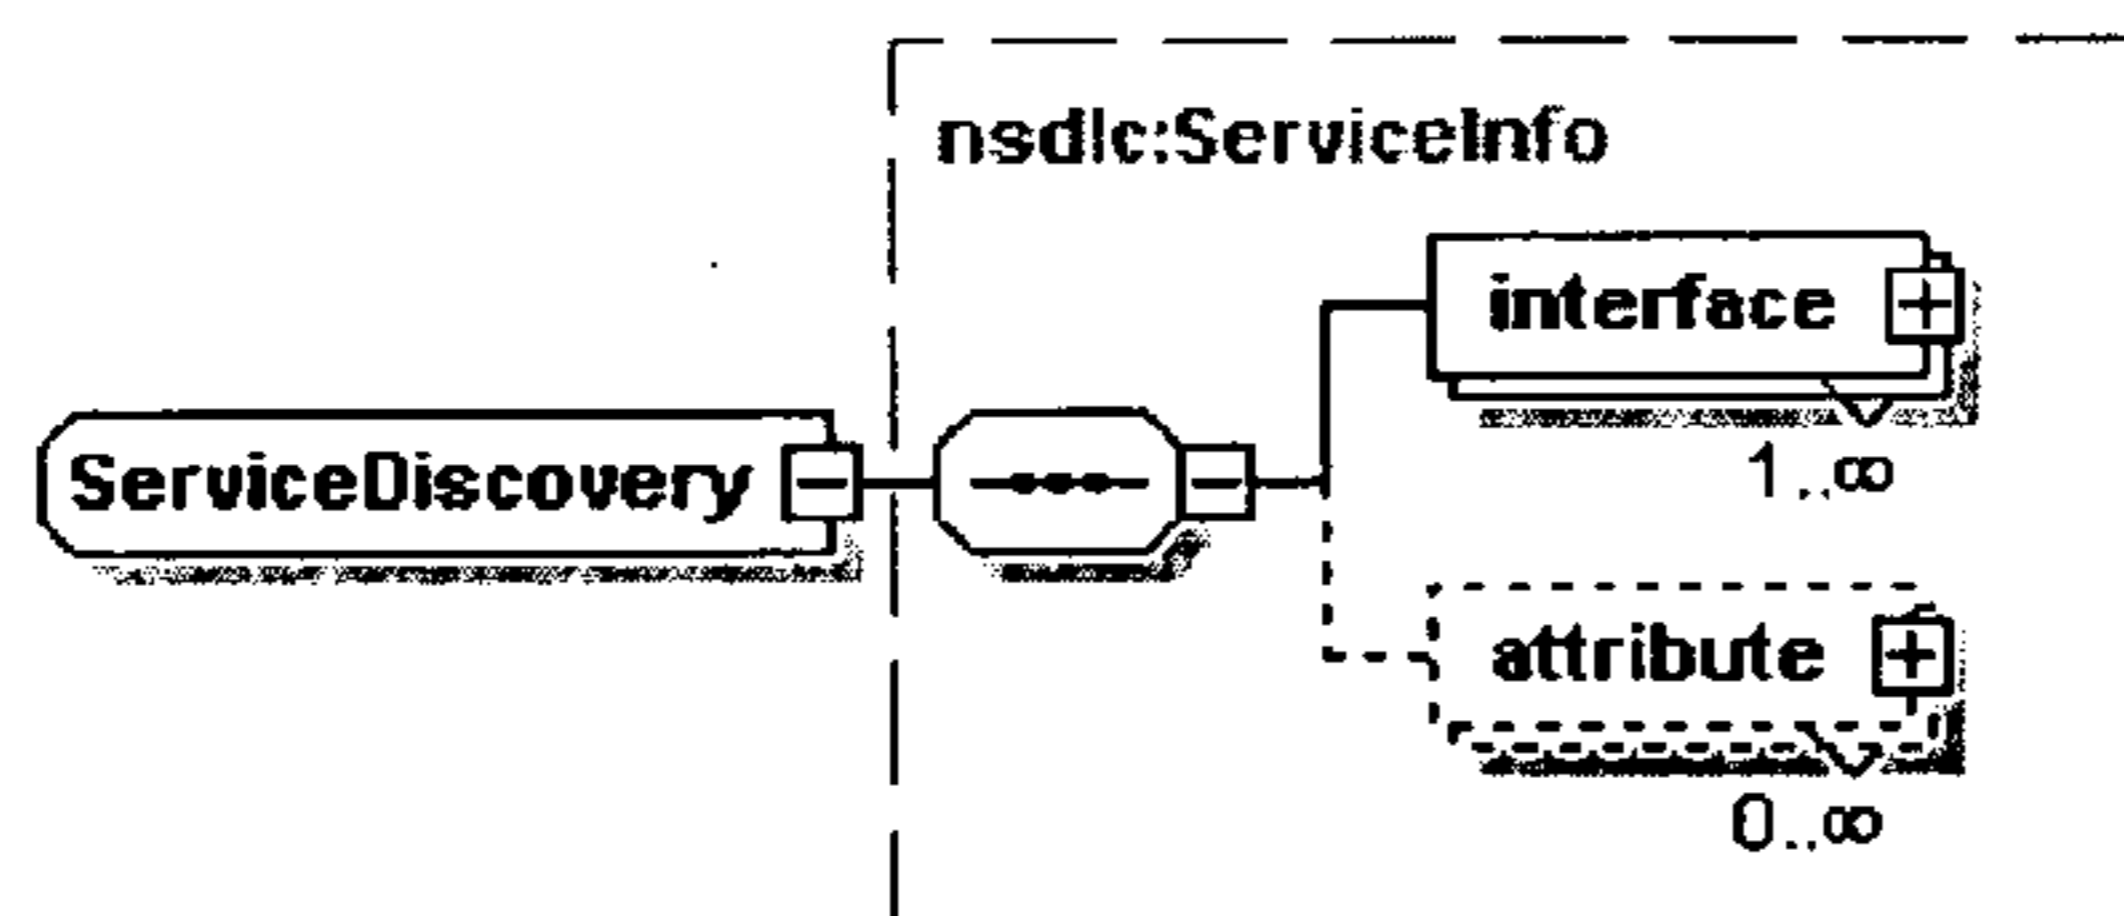 nsdlc:ServiceInfo
interface
1..∞
ServiceDiscovery
attribute
0..∞